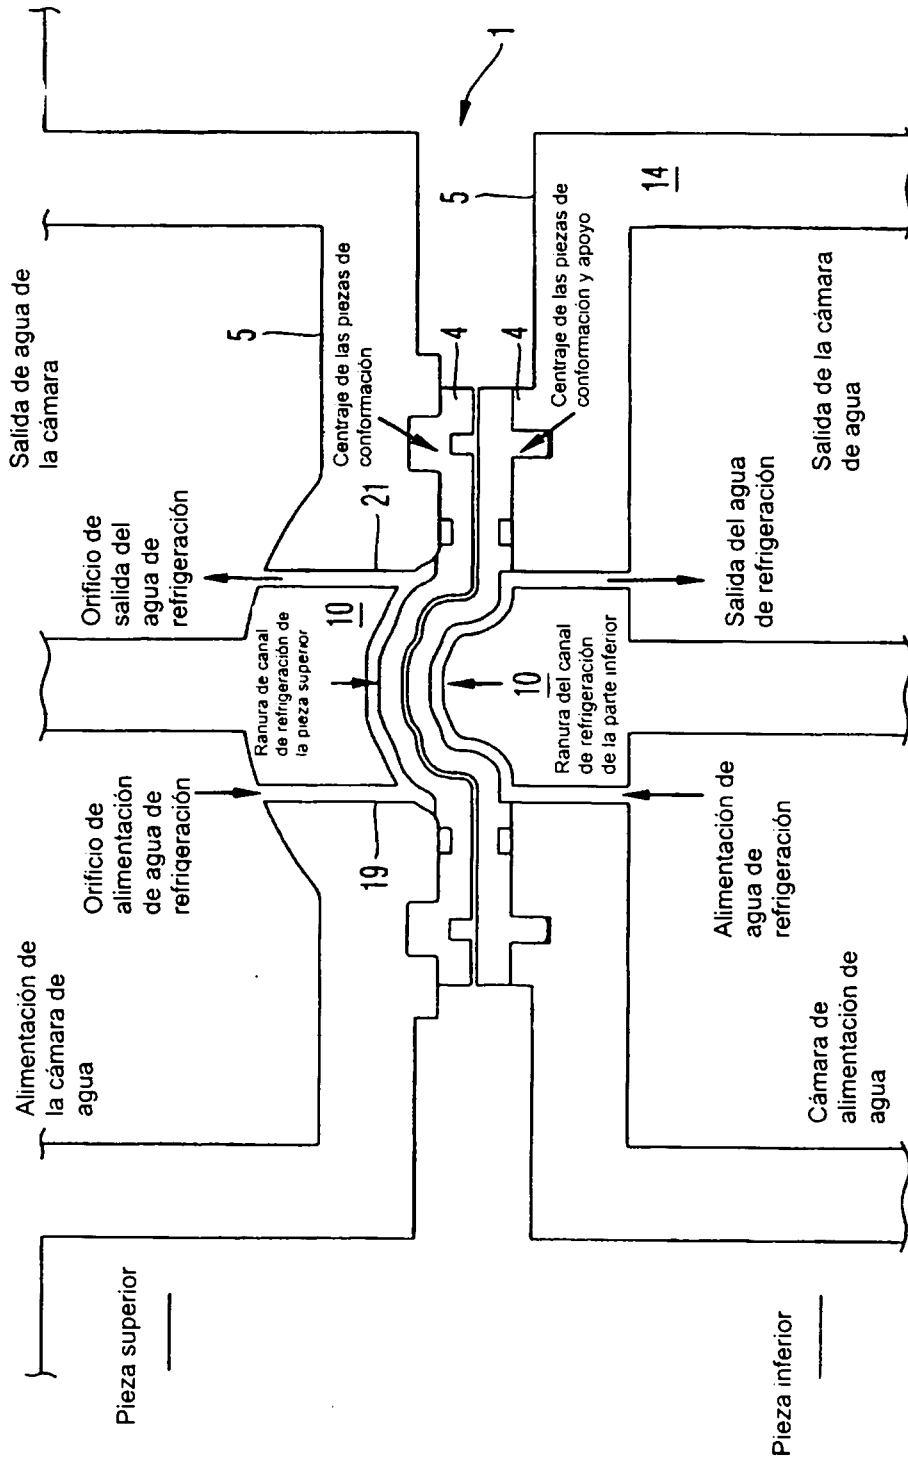 Pieza superior
Alimentación de
la cámara de
agua
Orificio de
alimentación
de agua de
refrigeración
Orificio de
salida del
agua de
refrigeración
Salida de agua de
la cámara
19
Ranura de canal
de refrigeración de
la pieza superior
10
21
Centraje de las piezas de
conformación
5
1
4
4
5
10
Ranura del canal
de refrigeración
de la parte inferior
Centraje de las piezas de
conformación y apoyo
14
Pieza inferior
Cámara de
alimentación de
agua
Alimentación de
agua de
refrigeración
Salida del agua
de refrigeración
Salida de la cámara
de agua